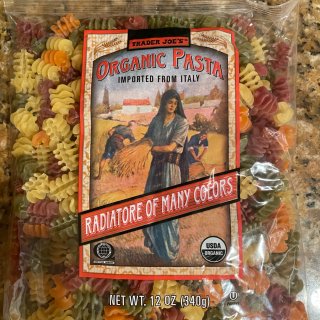 TRADER JOE'S
ORGANIC PASTA
IMPORTED FROM ITALY
RADIATORE OF MANY COLORS
USDA
ORGANIC
NET WT. 12 OZ (340g)